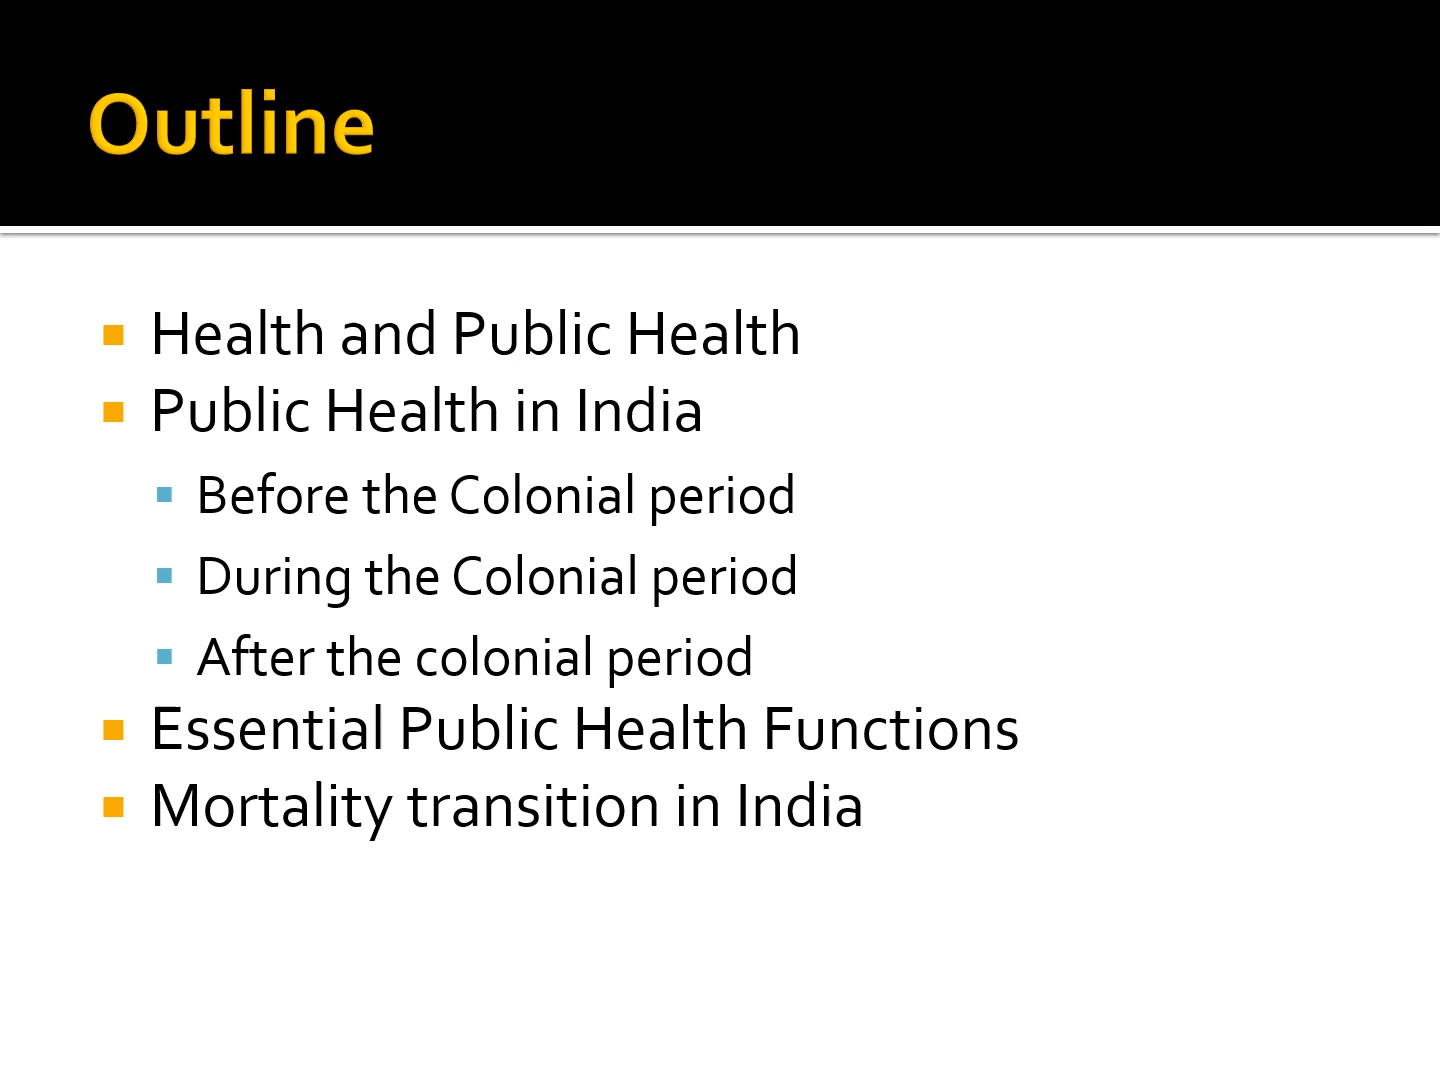 Outline
Health and Public Health
Public Health in India
Before the Colonial period
During the Colonial period
After the colonial period
Essential Public Health Functions
Mortality transition in India